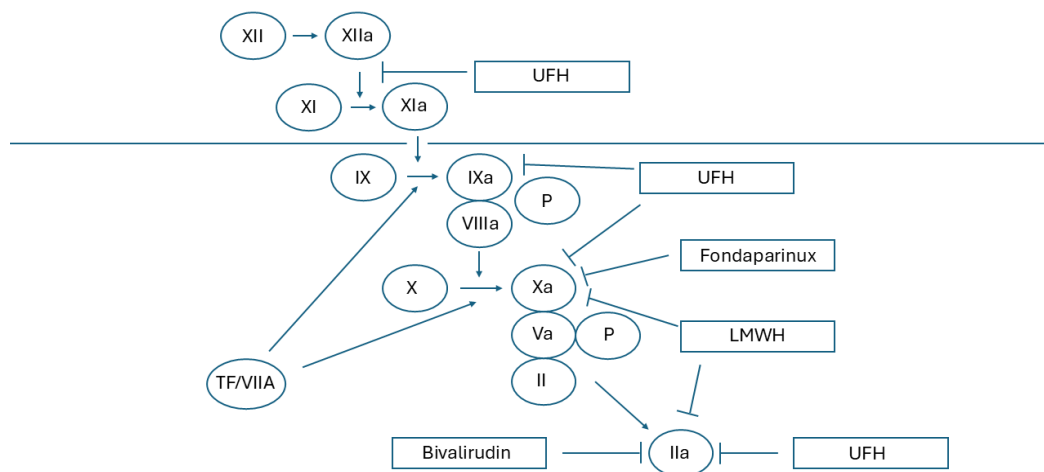 XII
XIIa
UFH
XI
XIa
IX
IXa
P
UFH
VIIIa
Fondaparinux
X
Xa
Va
P
LMWH
TF/VIIA
II
Bivalirudin
IIa
UFH